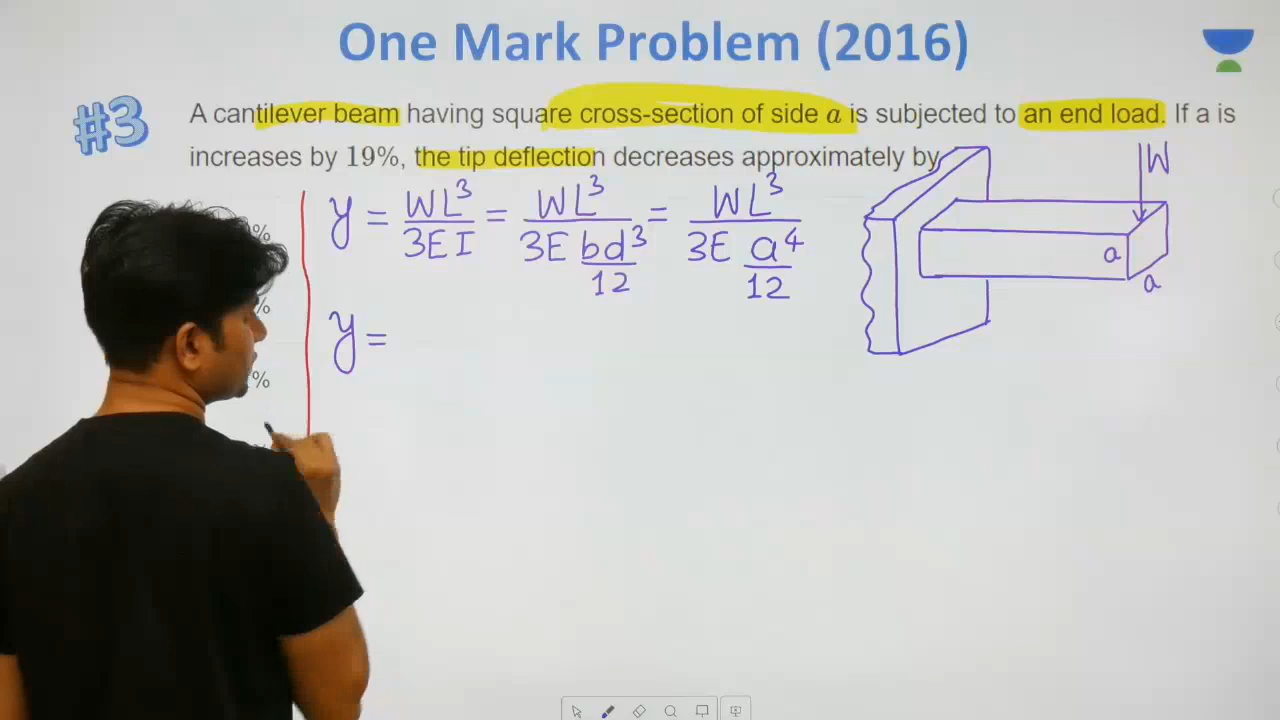 One Mark Problem (2016)
#3
A cantilever beam having square cross-section of side a is subjected to an end load. If a is
increases by 19%, the tip deflection decreases approximately by
y = WL³/3EI = WL³/(3E bd³/12) = WL³/(3E a⁴/12)
W
a
a
%
%
%
y =